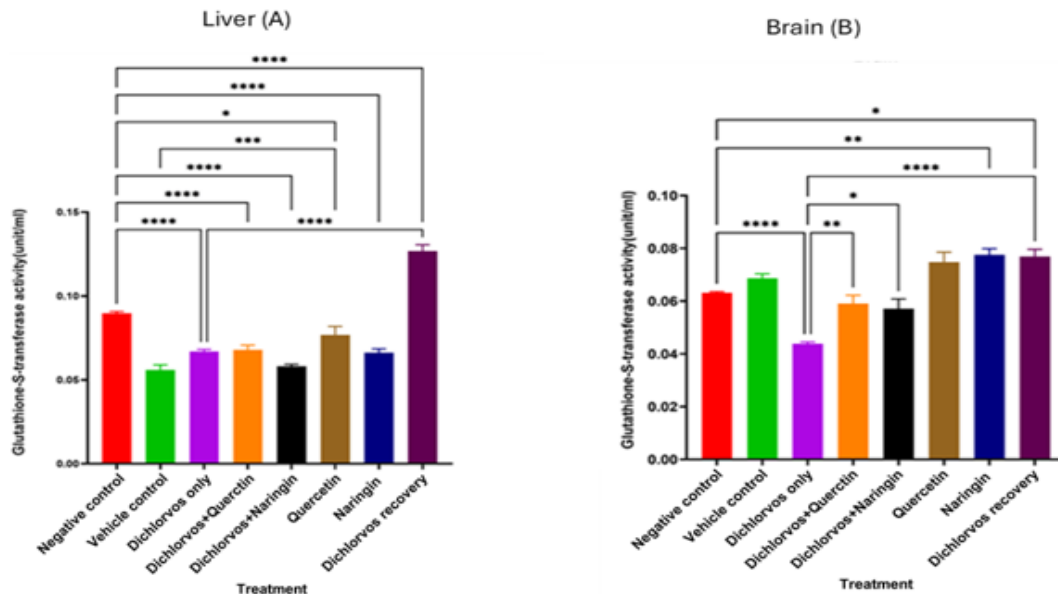 Liver (A)
****
****
*
***
****
****
****
****
Glutathione-S-transferase activity(unit/ml)
0.15
0.10
0.05
0.00
Negative control
Vehicle control
Dichlorvos only
Dichlorvos+Querctin
Dichlorvos+Naringin
Quercetin
Naringin
Dichlorvos recovery
Treatment
Brain (B)
*
**
****
*
****
**
Glutathione-S-transferase activity(unit/ml)
0.10
0.08
0.06
0.04
0.02
0.00
Negative control
Vehicle control
Dichlorvos only
Dichlorvos+Querctin
Dichlorvos+Naringin
Quercetin
Naringin
Dichlorvos recovery
Treatment